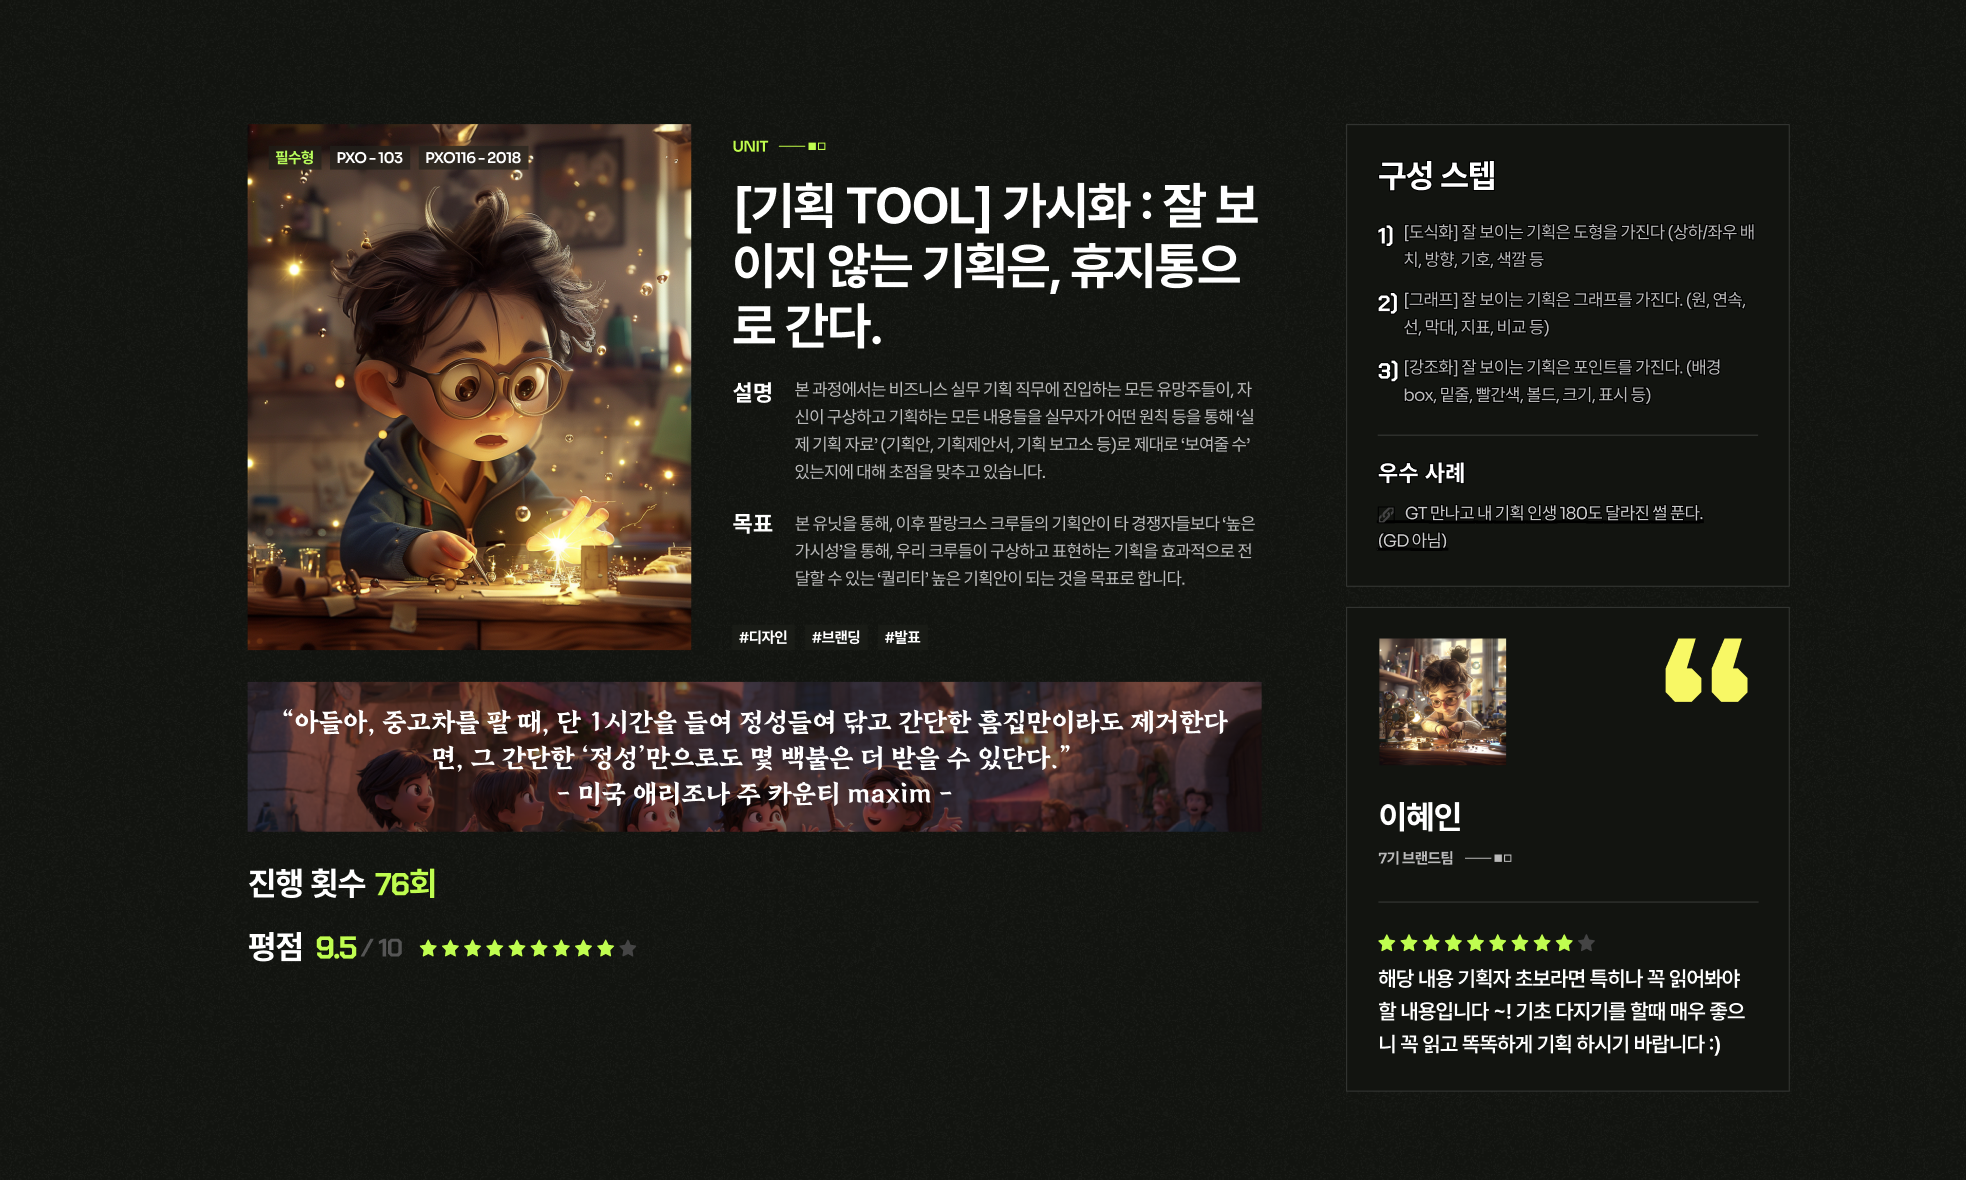 필수형
PXO - 103
PXO116 - 2018
UNIT
[기획 TOOL] 가시화 : 잘 보
이지 않는 기획은, 휴지통으
로 간다.
설명
본 과정에서는 비즈니스 실무 기획 직무에 진입하는 모든 유망주들이, 자
신이 구상하고 기획하는 모든 내용들을 실무자가 어떤 원칙 등을 통해 ‘실
제 기획 자료’ (기획안, 기획제안서, 기획 보고소 등)로 제대로 ‘보여줄 수’
있는지에 대해 초점을 맞추고 있습니다.
목표
본 유닛을 통해, 이후 팔랑크스 크루들의 기획안이 타 경쟁자들보다 ‘높은
가시성’을 통해, 우리 크루들이 구상하고 표현하는 기획을 효과적으로 전
달할 수 있는 ‘퀄리티’ 높은 기획안이 되는 것을 목표로 합니다.
#디자인
#브랜딩
#발표
“아들아, 중고차를 팔 때, 단 1시간을 들여 정성들여 닦고 간단한 흠집만이라도 제거한다
면, 그 간단한 ‘정성’만으로도 몇 백불은 더 받을 수 있단다.”
- 미국 애리조나 주 카운티 maxim -
진행 횟수 76회
평점 9.5 / 10
구성 스텝
1) [도식화] 잘 보이는 기획은 도형을 가진다 (상하/좌우 배
치, 방향, 기호, 색깔 등
2) [그래프] 잘 보이는 기획은 그래프를 가진다. (원, 연속,
선, 막대, 지표, 비교 등)
3) [강조화] 잘 보이는 기획은 포인트를 가진다. (배경
box, 밑줄, 빨간색, 볼드, 크기, 표시 등)
우수 사례
GT 만나고 내 기획 인생 180도 달라진 썰 푼다.
(GD 아님)
“
이혜인
7기 브랜드팀
해당 내용 기획자 초보라면 특히나 꼭 읽어봐야
할 내용입니다 ~! 기초 다지기를 할때 매우 좋으
니 꼭 읽고 똑똑하게 기획 하시기 바랍니다 :)